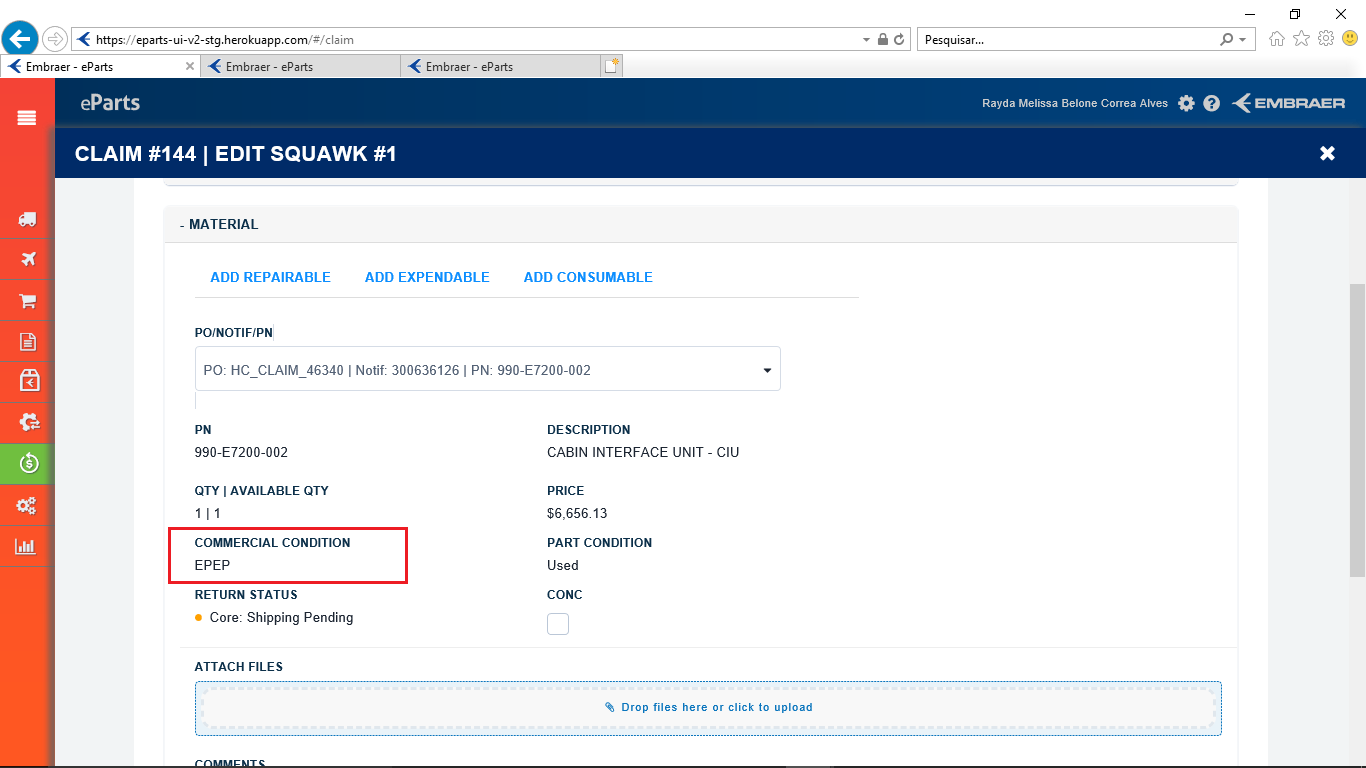 https://eparts-ui-v2-stg.herokuapp.com/#/claim
Pesquisar...
Embraer - eParts
Embraer - eParts
Embraer - eParts
eParts
Rayda Melissa Belone Correa Alves
EMBRAER
CLAIM #144 | EDIT SQUAWK #1
- MATERIAL
ADD REPAIRABLE ADD EXPENDABLE ADD CONSUMABLE
PO/NOTIF/PN
PO: HC_CLAIM_46340 | Notif: 300636126 | PN: 990-E7200-002
PN
990-E7200-002
DESCRIPTION
CABIN INTERFACE UNIT - CIU
QTY | AVAILABLE QTY
1 | 1
PRICE
$6,656.13
COMMERCIAL CONDITION
EPEP
PART CONDITION
Used
RETURN STATUS
Core: Shipping Pending
CONC
ATTACH FILES
Drop files here or click to upload
COMMENTS